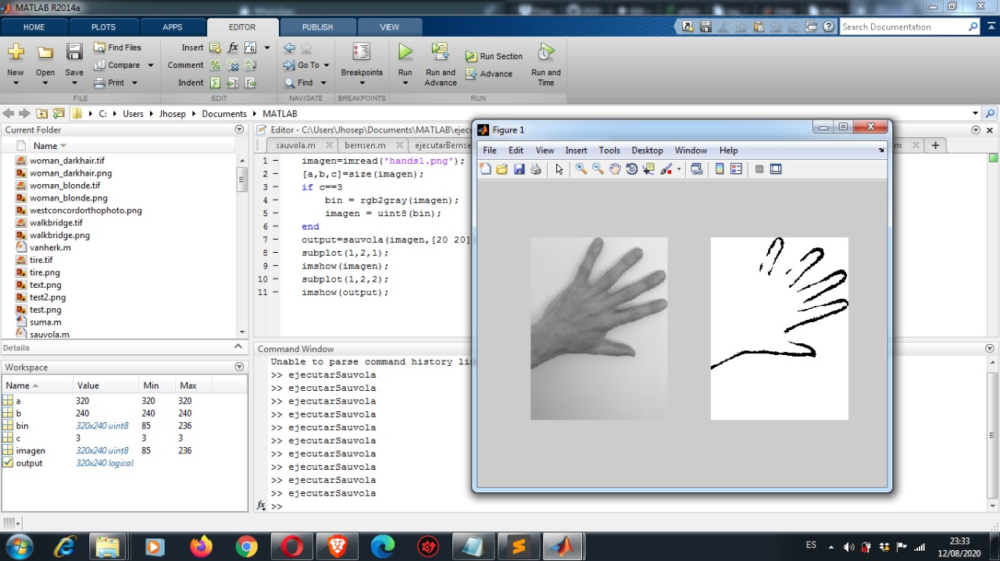 MATLAB R2014a
HOME PLOTS APPS EDITOR PUBLISH VIEW
Search Documentation
New Open Save Find Files Compare Print
FILE
Insert Comment Indent
EDIT
Go To Find
NAVIGATE
Breakpoints
BREAKPOINTS
Run Run and Advance Run Section Advance Run and Time
RUN
C: Users Jhosep Documents MATLAB
Current Folder
Name
woman_darkhair.tif
woman_darkhair.png
woman_blonde.tif
woman_blonde.png
westconcordorthophoto.png
walkbridge.tif
walkbridge.png
vanherk.m
tire.tif
tire.png
text.png
test2.png
test.png
suma.m
sauvola.m
Details
Workspace
Name Value Min Max
a 320 320 320
b 240 240 240
bin 320x240 uint8 85 236
c 3 3 3
imagen 320x240 uint8 85 236
output 320x240 logical
Editor - C:\Users\Jhosep\Documents\MATLAB\ejec
sauvola.m bernsen.m ejecutarBernse
1 imagen=imread('hands1.png');
2 [a,b,c]=size(imagen);
3 if c==3
4 bin = rgb2gray(imagen);
5 imagen = uint8(bin);
6 end
7 output=sauvola(imagen,[20 20]
8 subplot(1,2,1);
9 imshow(imagen);
10 subplot(1,2,2);
11 imshow(output);
Command Window
Unable to parse command history li
>> ejecutarSauvola
>> ejecutarSauvola
>> ejecutarSauvola
>> ejecutarSauvola
>> ejecutarSauvola
>> ejecutarSauvola
>> ejecutarSauvola
>> ejecutarSauvola
>> ejecutarSauvola
>> ejecutarSauvola
fx >>
Figure 1
File Edit View Insert Tools Desktop Window Help
ES
23:33
12/08/2020